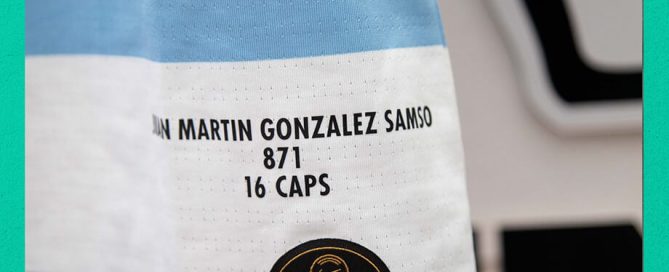 MARTIN GONZALEZ SAMSO
871
16 CAPS